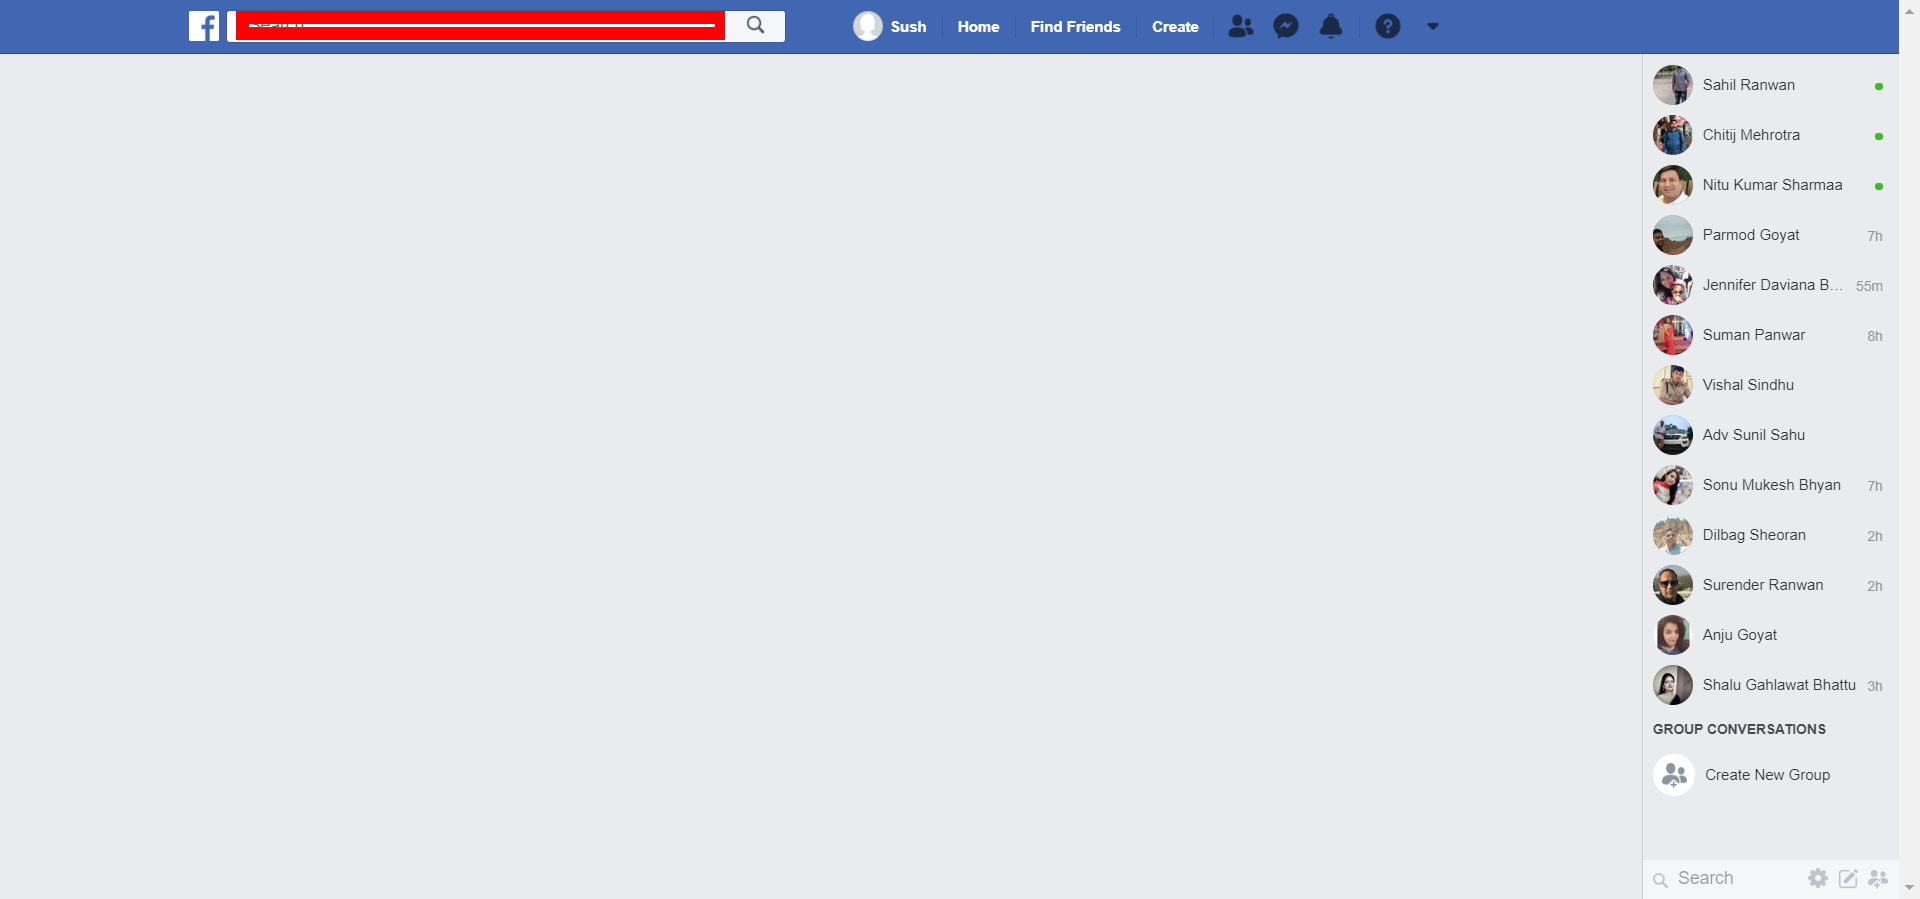 Sush Home Find Friends Create
Sahil Ranwan
Chitij Mehrotra
Nitu Kumar Sharmaa
Parmod Goyat 7h
Jennifer Daviana B... 55m
Suman Panwar 8h
Vishal Sindhu
Adv Sunil Sahu
Sonu Mukesh Bhyan 7h
Dilbag Sheoran 2h
Surender Ranwan 2h
Anju Goyat
Shalu Gahlawat Bhattu 3h
GROUP CONVERSATIONS
Create New Group
Search